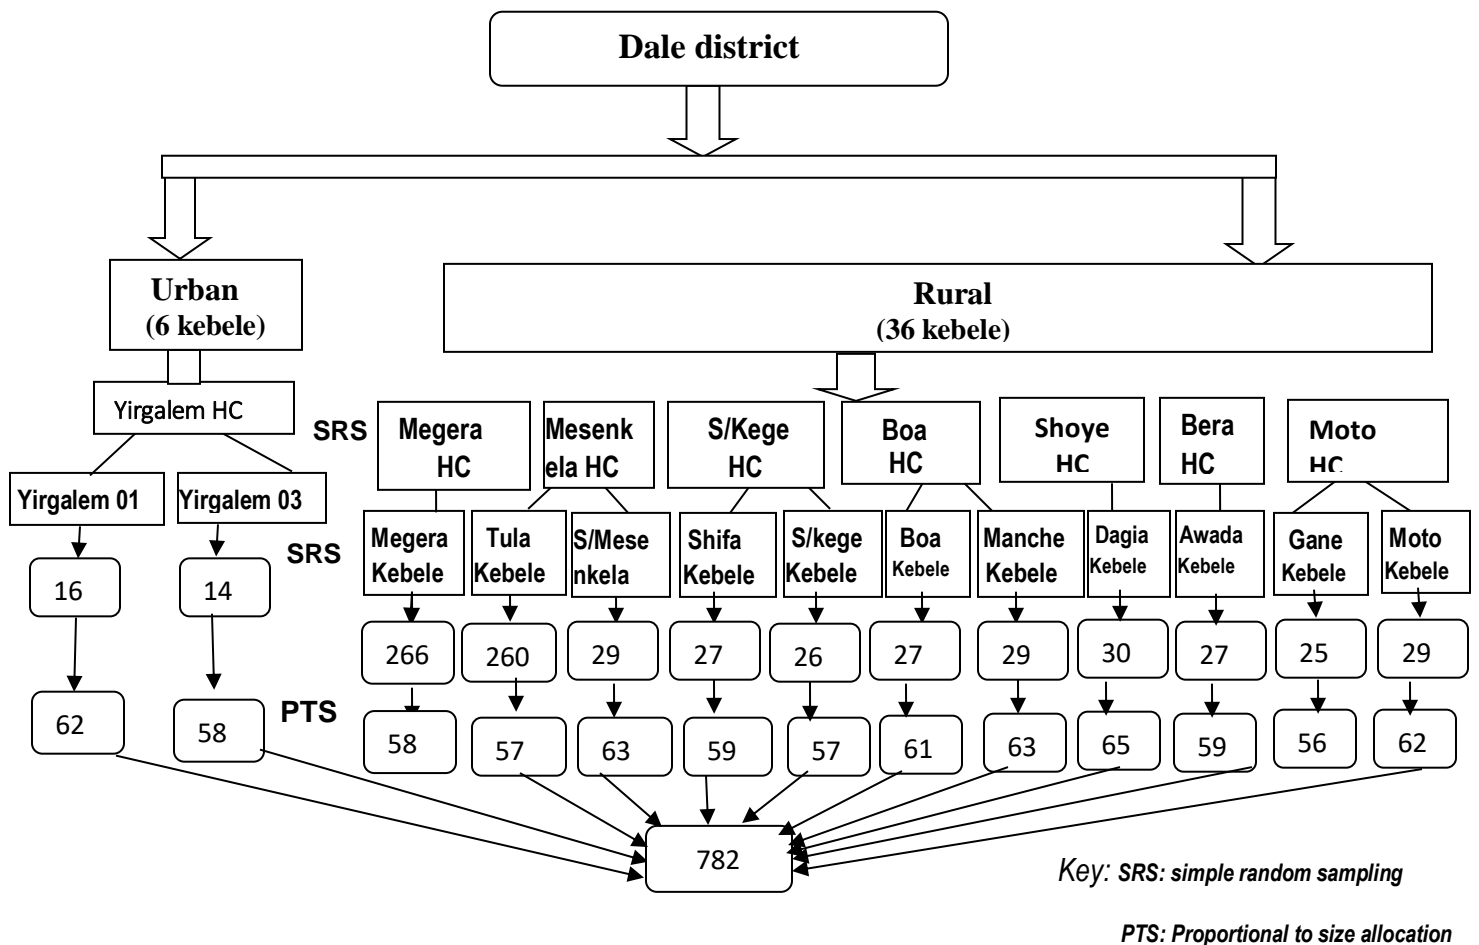 Dale district
Urban
(6 kebele)
Rural
(36 kebele)
Yirgalem HC
SRS
Megera
HC
Mesenk
ela HC
S/Kege
HC
Boa
HC
Shoye
HC
Bera
HC
Moto
HC
Yirgalem 01
Yirgalem 03
SRS
Megera
Kebele
Tula
Kebele
S/Mese
nkela
Shifa
Kebele
S/kege
Kebele
Boa
Kebele
Manche
Kebele
Dagia
Kebele
Awada
Kebele
Gane
Kebele
Moto
Kebele
16
14
266
260
29
27
26
27
29
30
27
25
29
62
58
PTS
58
57
63
59
57
61
63
65
59
56
62
782
Key: SRS: simple random sampling
PTS: Proportional to size allocation